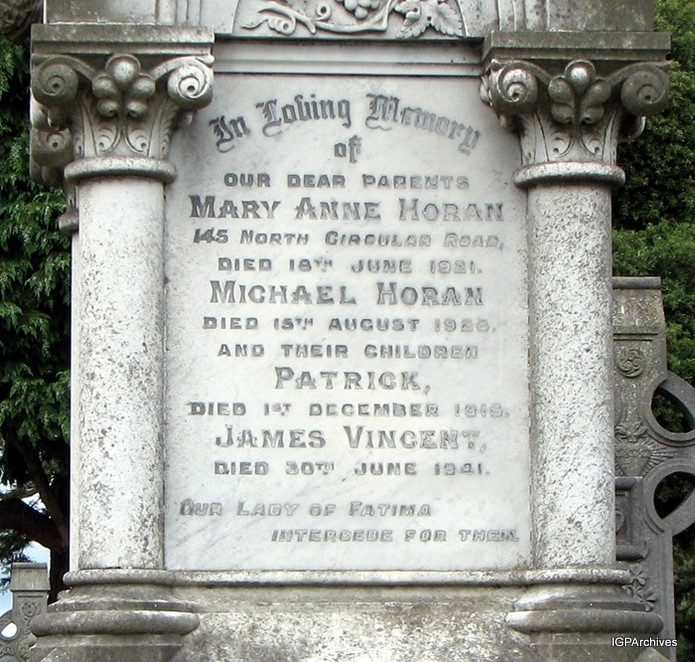 In Loving Memory
of
OUR DEAR PARENTS
MARY ANNE HORAN
145 NORTH CIRCULAR ROAD,
DIED 18TH JUNE 1921.
MICHAEL HORAN
DIED 15TH AUGUST
AND THEIR CHILDREN
PATRICK,
DIED 1ST DECEMBER
JAMES VINCENT,
DIED 30TH JUNE 1941.
OUR LADY OF FATIMA
INTERCEDE FOR THEM.
IGPArchives